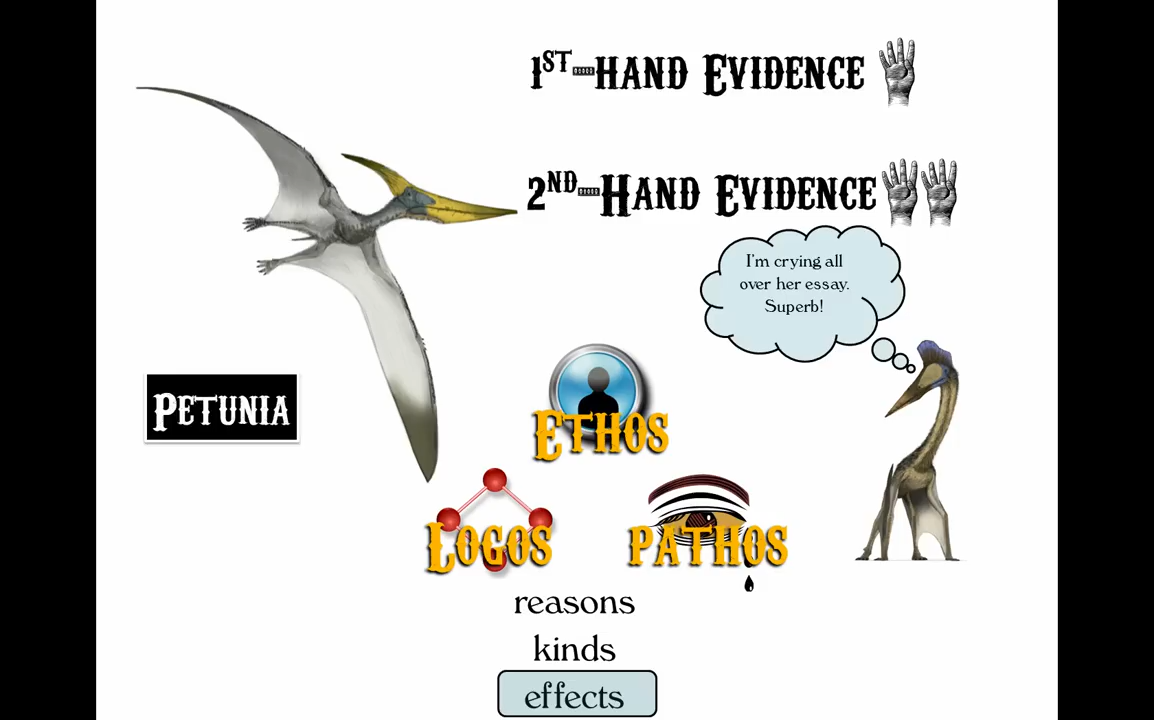 1ST-HAND EVIDENCE
2ND-HAND EVIDENCE
I'm crying all
over her essay.
Superb!
PETUNIA
ETHOS
LOGOS
PATHOS
reasons
kinds
effects